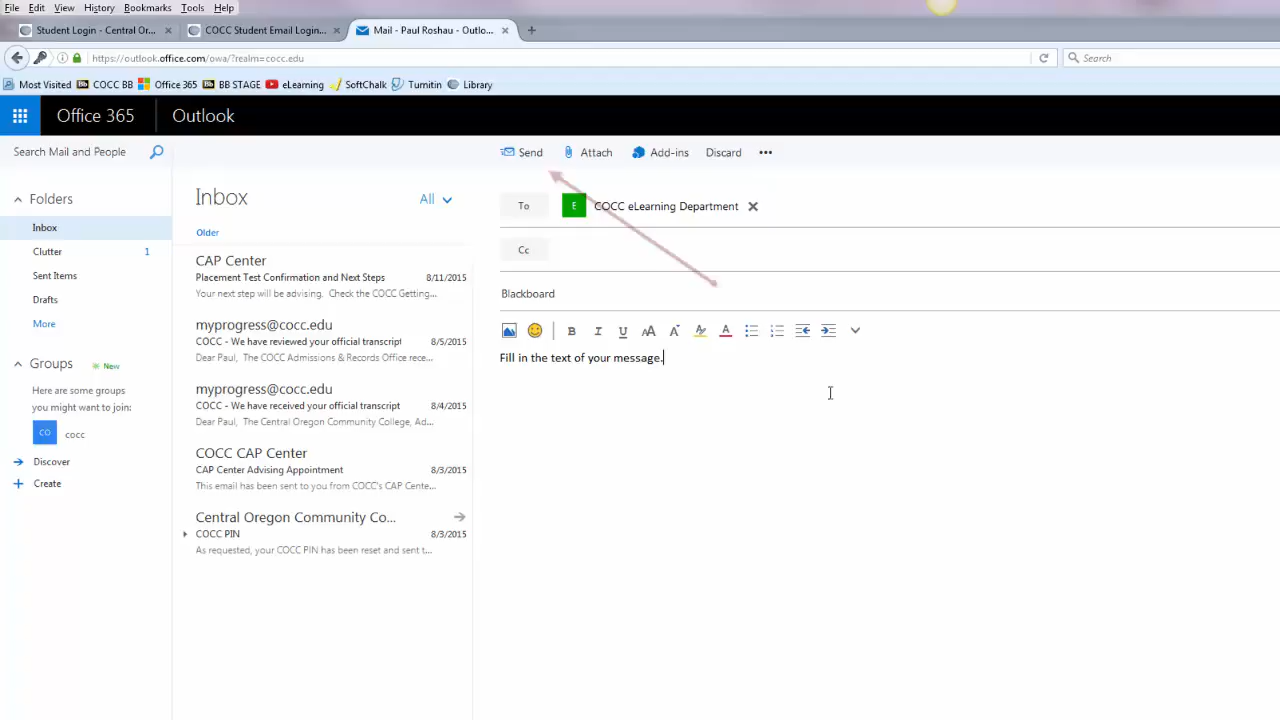 File Edit View History Bookmarks Tools Help
Student Login - Central Or... × COCC Student Email Login... × Mail - Paul Roshau - Outlo... × +
https://outlook.office.com/owa/?realm=cocc.edu Search
Most Visited Bb COCC BB Office 365 Bb BB STAGE eLearning SoftChalk Turnitin Library
Office 365 Outlook
Search Mail and People Send Attach Add-ins Discard •••
Folders
Inbox
Clutter 1
Sent Items
Drafts
More
Groups New
Here are some groups
you might want to join:
CO cocc
Discover
Create
Inbox All
Older
CAP Center
Placement Test Confirmation and Next Steps 8/11/2015
Your next step will be advising. Check the COCC Getting...
myprogress@cocc.edu
COCC - We have reviewed your official transcript 8/5/2015
Dear Paul, The COCC Admissions & Records Office rece...
myprogress@cocc.edu
COCC - We have received your official transcript 8/4/2015
Dear Paul, The Central Oregon Community College, Ad...
COCC CAP Center
CAP Center Advising Appointment 8/3/2015
This email has been sent to you from COCC's CAP Cente...
Central Oregon Community Co...
COCC PIN 8/3/2015
As requested, your COCC PIN has been reset and sent t...
To E COCC eLearning Department ×
Cc
Blackboard
B I U AA A A
Fill in the text of your message.